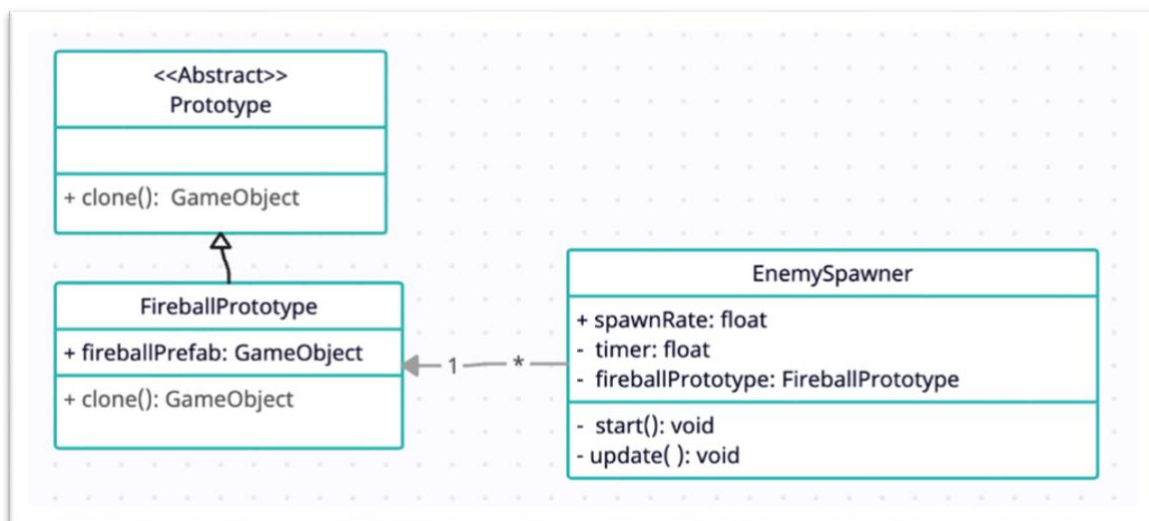 <<Abstract>>
Prototype
+ clone():  GameObject
FireballPrototype
+ fireballPrefab: GameObject
+ clone(): GameObject
1
*
EnemySpawner
+ spawnRate: float
-  timer: float
-  fireballPrototype: FireballPrototype
-  start(): void
- update( ): void